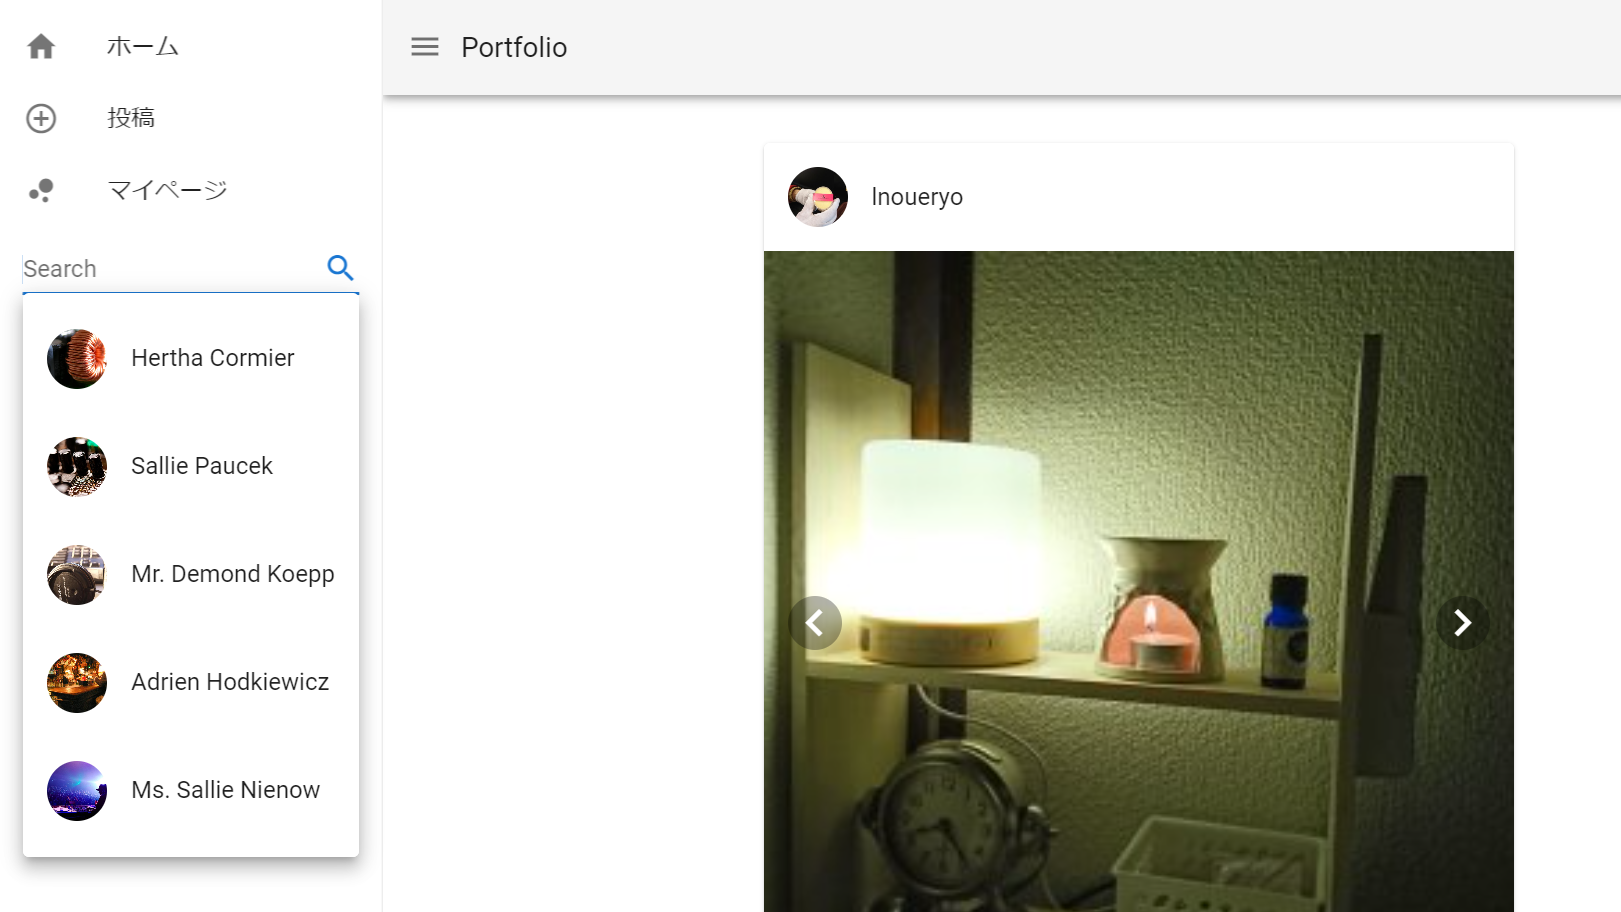 ホーム
投稿
マイページ
Search
Hertha Cormier
Sallie Paucek
Mr. Demond Koepp
Adrien Hodkiewicz
Ms. Sallie Nienow
Portfolio
Inoueryo